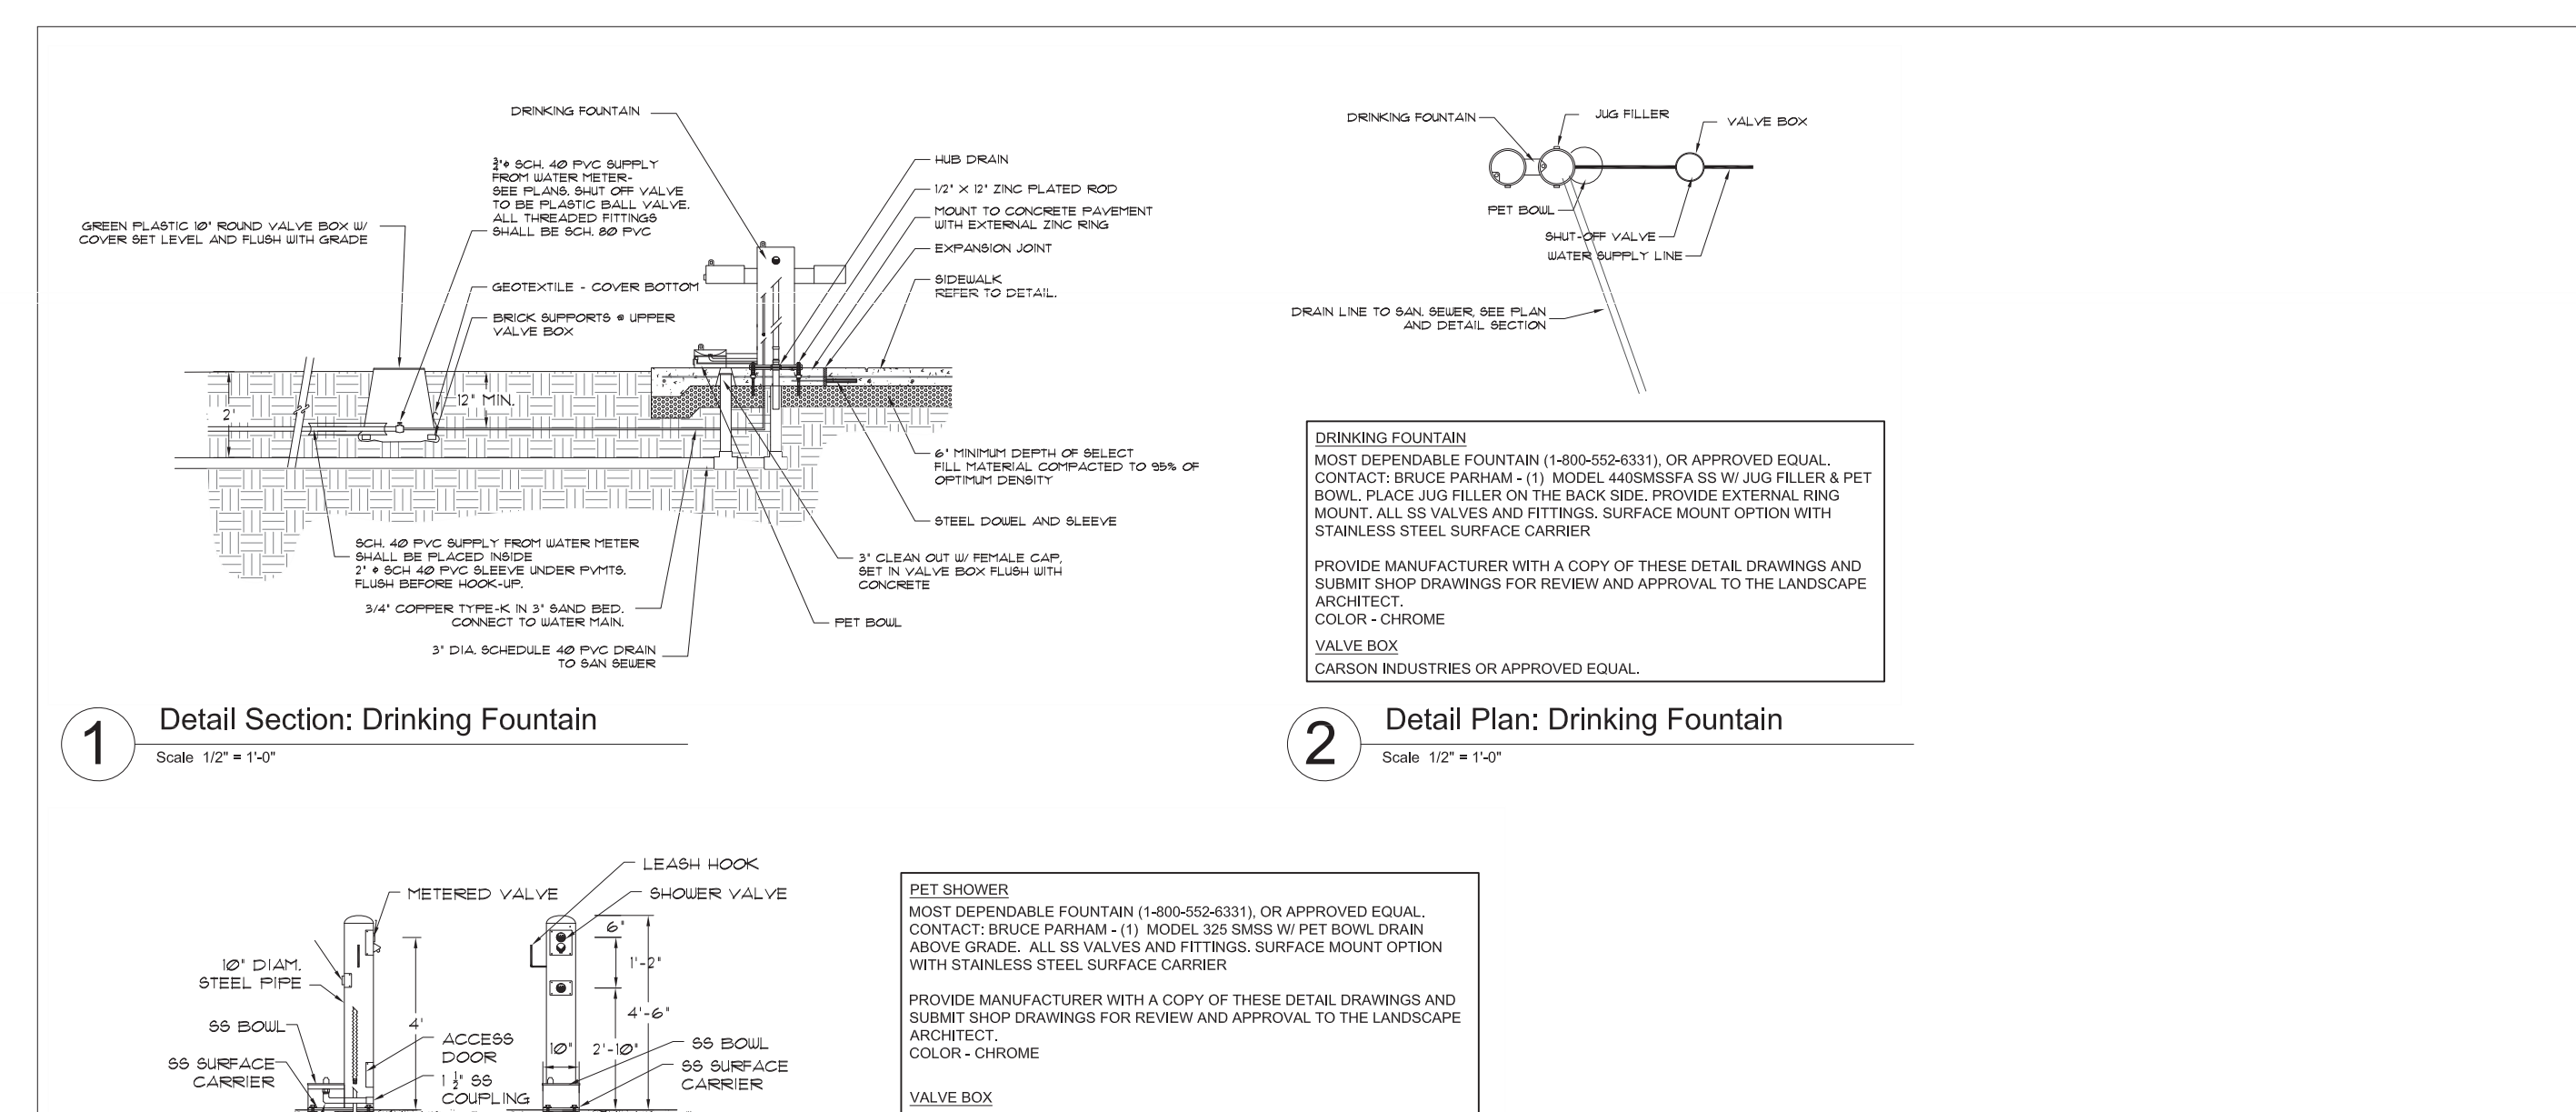 DRINKING FOUNTAIN
3/4"ø SCH. 40 PVC SUPPLY
FROM WATER METER-
SEE PLANS. SHUT OFF VALVE
TO BE PLASTIC BALL VALVE.
ALL THREADED FITTINGS
SHALL BE SCH. 80 PVC
GREEN PLASTIC 10" ROUND VALVE BOX W/
COVER SET LEVEL AND FLUSH WITH GRADE
GEOTEXTILE - COVER BOTTOM
BRICK SUPPORTS @ UPPER
VALVE BOX
HUB DRAIN
1/2" X 12" ZINC PLATED ROD
MOUNT TO CONCRETE PAVEMENT
WITH EXTERNAL ZINC RING
EXPANSION JOINT
SIDEWALK
REFER TO DETAIL.
2'
12" MIN.
6" MINIMUM DEPTH OF SELECT
FILL MATERIAL COMPACTED TO 95% OF
OPTIMUM DENSITY
STEEL DOWEL AND SLEEVE
3" CLEAN OUT W/ FEMALE CAP,
SET IN VALVE BOX FLUSH WITH
CONCRETE
PET BOWL
SCH. 40 PVC SUPPLY FROM WATER METER
SHALL BE PLACED INSIDE
2" ø SCH 40 PVC SLEEVE UNDER PVMTS.
FLUSH BEFORE HOOK-UP.
3/4" COPPER TYPE-K IN 3" SAND BED.
CONNECT TO WATER MAIN.
3" DIA. SCHEDULE 40 PVC DRAIN
TO SAN SEWER
1
Detail Section: Drinking Fountain
Scale 1/2" = 1'-0"
DRINKING FOUNTAIN
JUG FILLER
VALVE BOX
PET BOWL
SHUT-OFF VALVE
WATER SUPPLY LINE
DRAIN LINE TO SAN. SEWER, SEE PLAN
AND DETAIL SECTION
DRINKING FOUNTAIN
MOST DEPENDABLE FOUNTAIN (1-800-552-6331), OR APPROVED EQUAL.
CONTACT: BRUCE PARHAM - (1) MODEL 440SMSSFA SS W/ JUG FILLER & PET
BOWL. PLACE JUG FILLER ON THE BACK SIDE. PROVIDE EXTERNAL RING
MOUNT. ALL SS VALVES AND FITTINGS. SURFACE MOUNT OPTION WITH
STAINLESS STEEL SURFACE CARRIER
PROVIDE MANUFACTURER WITH A COPY OF THESE DETAIL DRAWINGS AND
SUBMIT SHOP DRAWINGS FOR REVIEW AND APPROVAL TO THE LANDSCAPE
ARCHITECT.
COLOR - CHROME
VALVE BOX
CARSON INDUSTRIES OR APPROVED EQUAL.
2
Detail Plan: Drinking Fountain
Scale 1/2" = 1'-0"
LEASH HOOK
METERED VALVE
SHOWER VALVE
10" DIAM.
STEEL PIPE
SS BOWL
SS SURFACE
CARRIER
4'
ACCESS
DOOR
1 1/2" SS
COUPLING
6"
1'-2"
4'-6"
10"
2'-10"
SS BOWL
SS SURFACE
CARRIER
PET SHOWER
MOST DEPENDABLE FOUNTAIN (1-800-552-6331), OR APPROVED EQUAL.
CONTACT: BRUCE PARHAM - (1) MODEL 325 SMSS W/ PET BOWL DRAIN
ABOVE GRADE. ALL SS VALVES AND FITTINGS. SURFACE MOUNT OPTION
WITH STAINLESS STEEL SURFACE CARRIER
PROVIDE MANUFACTURER WITH A COPY OF THESE DETAIL DRAWINGS AND
SUBMIT SHOP DRAWINGS FOR REVIEW AND APPROVAL TO THE LANDSCAPE
ARCHITECT.
COLOR - CHROME
VALVE BOX